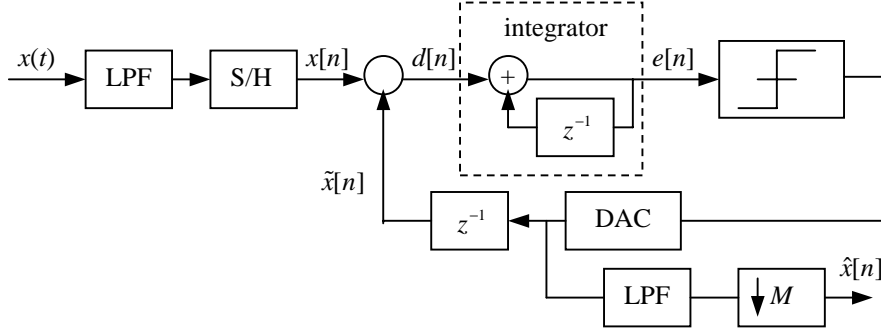 integrator
x(t)
LPF
S/H
x[n]
d[n]
+
e[n]
z⁻¹
x̃[n]
z⁻¹
DAC
LPF
M
x̂[n]